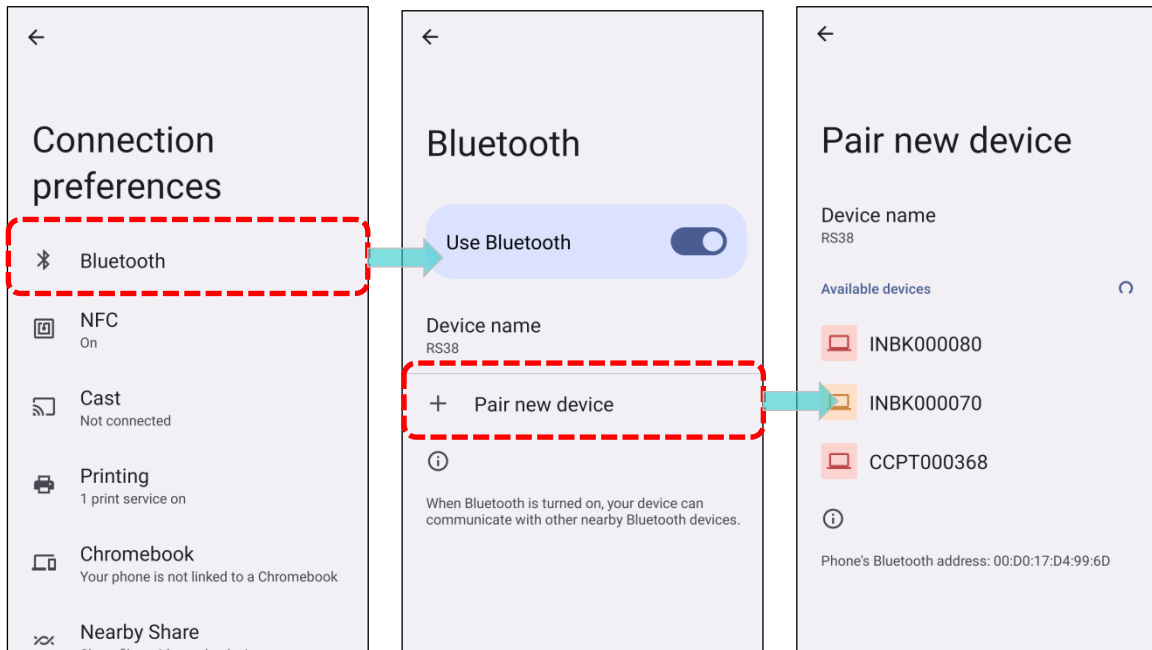 Connection
preferences
Bluetooth
NFC
On
Cast
Not connected
Printing
1 print service on
Chromebook
Your phone is not linked to a Chromebook
Nearby Share
Bluetooth
Use Bluetooth
Device name
RS38
Pair new device
When Bluetooth is turned on, your device can
communicate with other nearby Bluetooth devices.
Pair new device
Device name
RS38
Available devices
INBK000080
INBK000070
CCPT000368
Phone's Bluetooth address: 00:D0:17:D4:99:6D